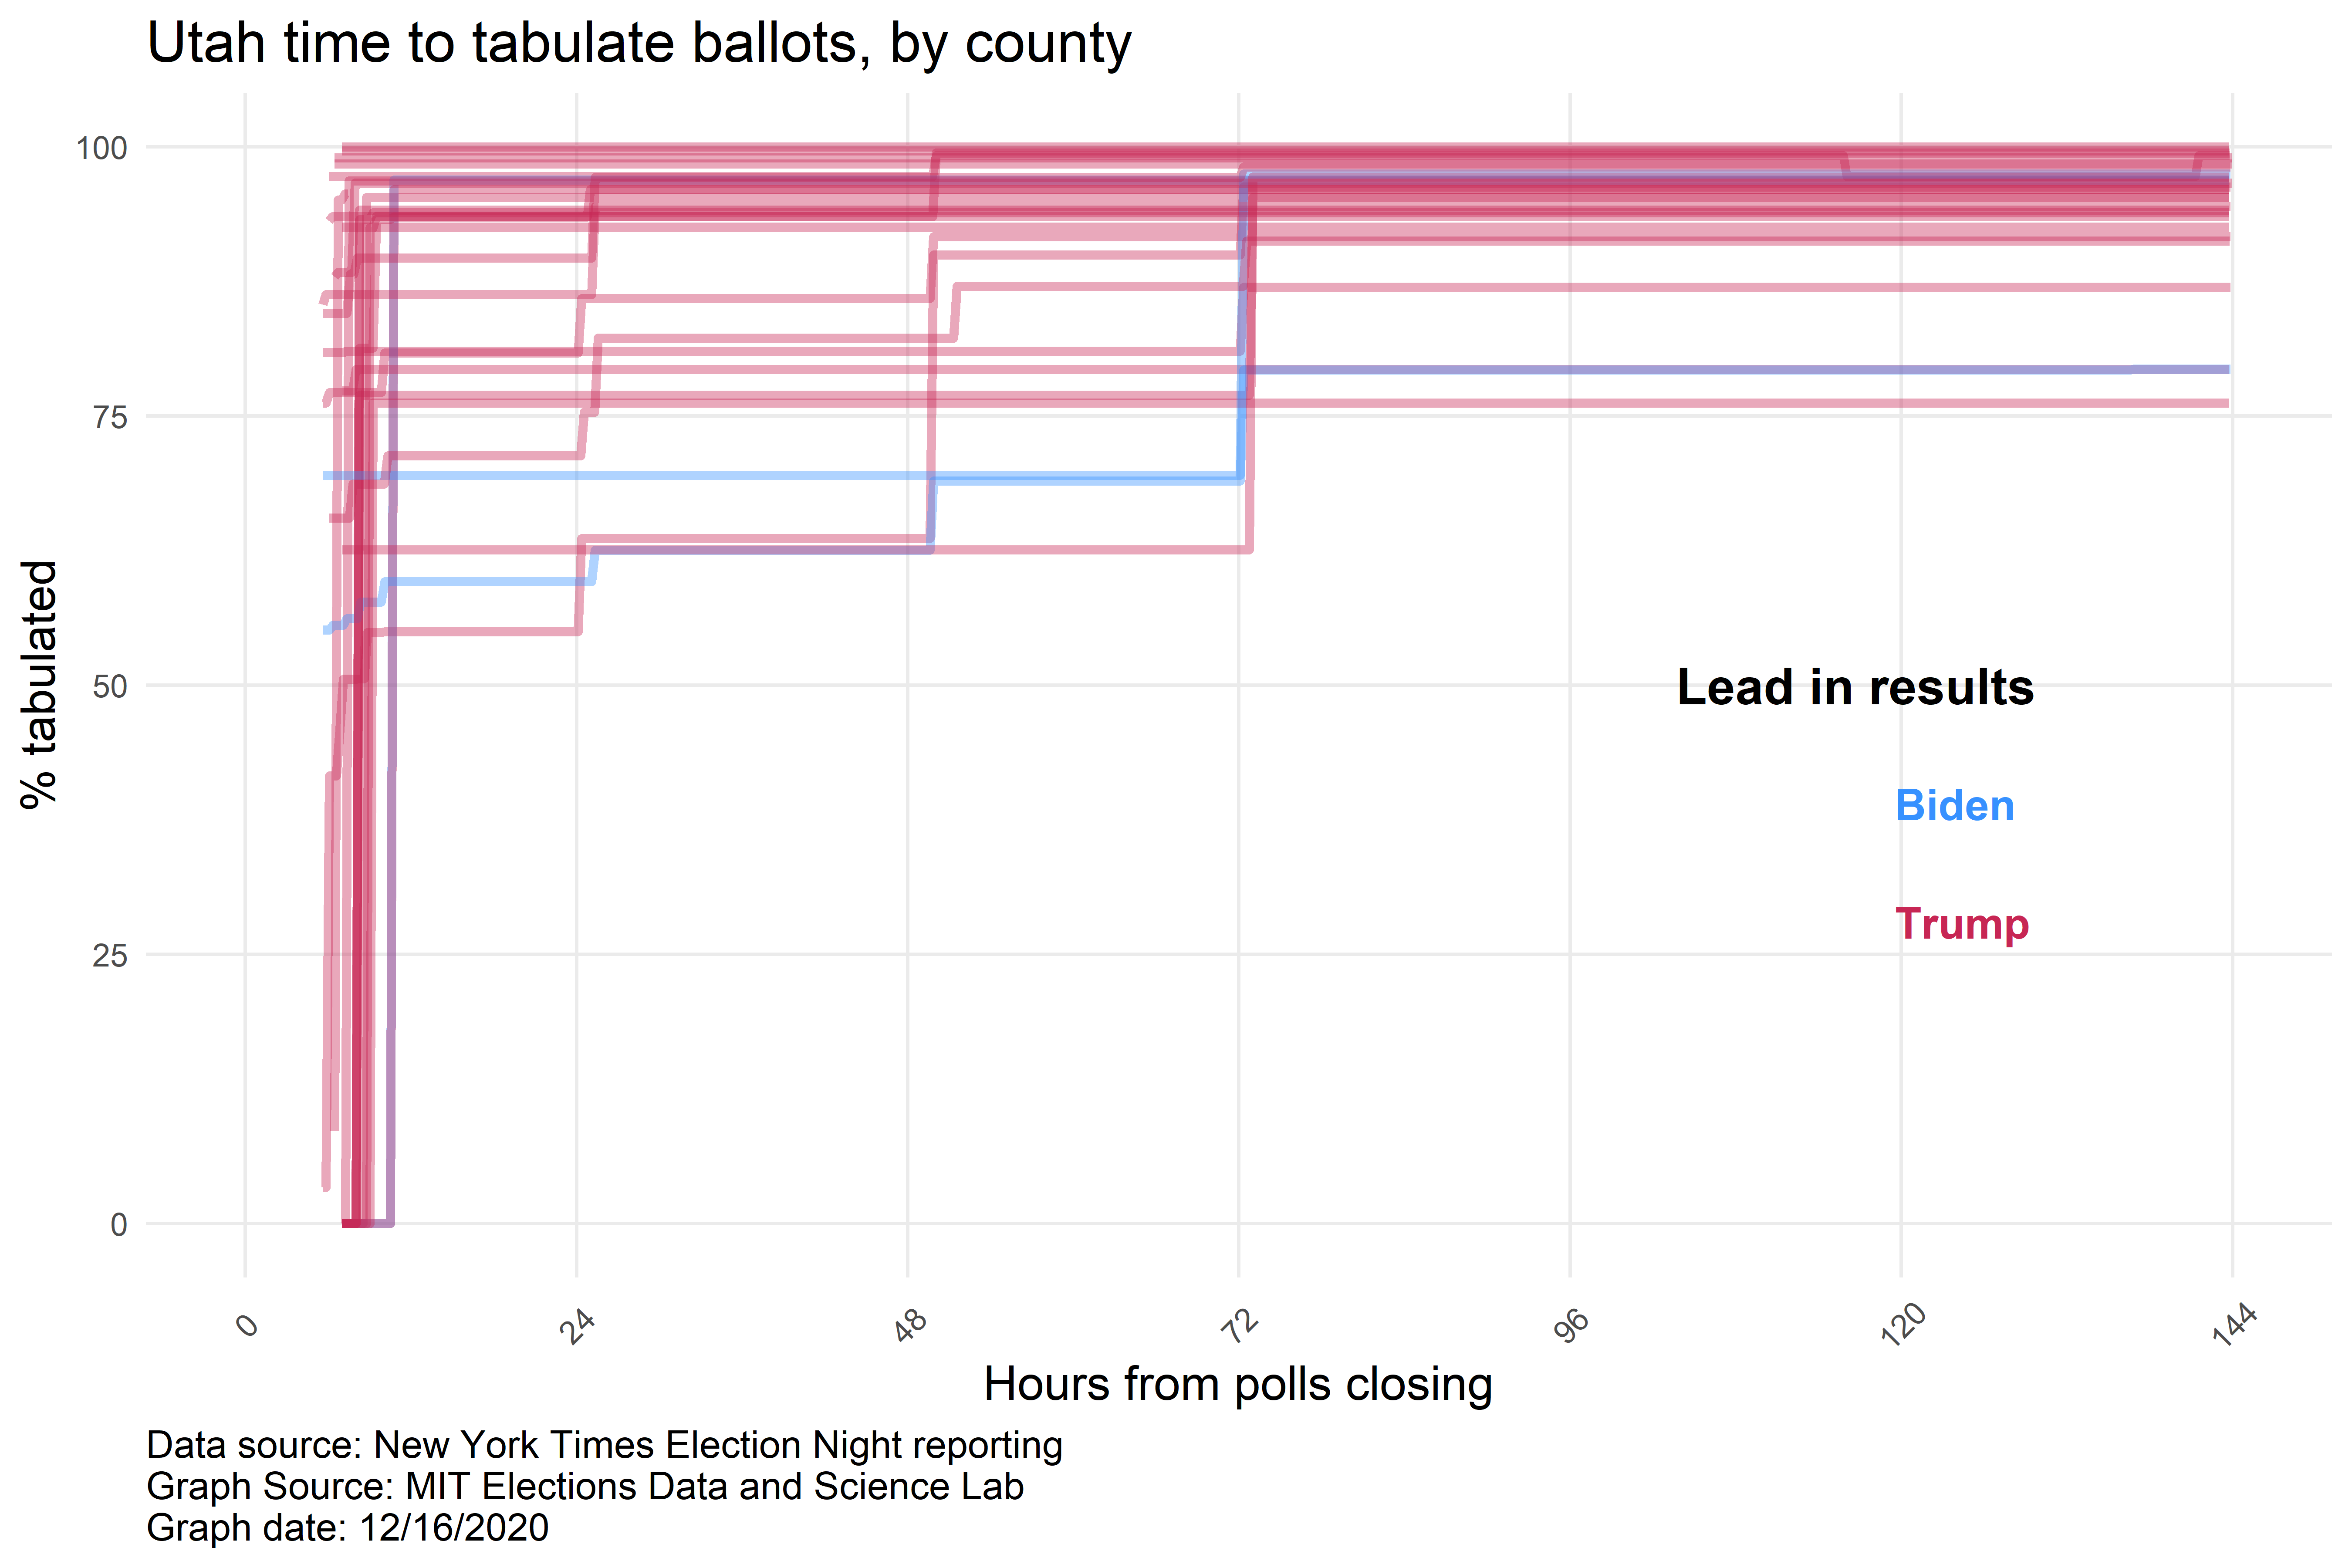 Utah time to tabulate ballots, by county
100
75
50
25
0
% tabulated
Lead in results
Biden
Trump
0 24 48 72 96 120 144
Hours from polls closing
Data source: New York Times Election Night reporting
Graph Source: MIT Elections Data and Science Lab
Graph date: 12/16/2020